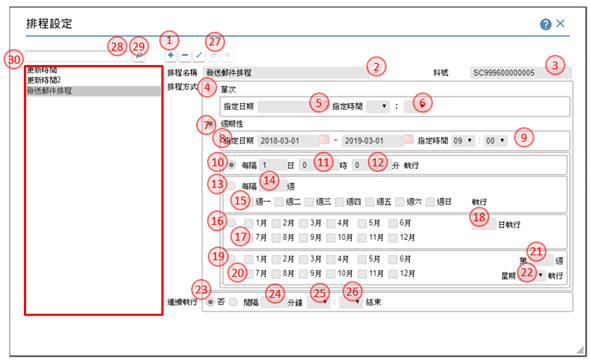 排程設定
? ×
30 28 29 1 27
更新時間
更新時間2
發送郵件排程
排程名稱 發送郵件排程 2 料號 SC999600000005 3
排程方式 4 單次
指定日期 5 指定時間 : 6
7 週期性
8 指定日期 2018-03-01 ~ 2019-03-01 指定時間 09 : 00 9
10 每隔 1 日 0 11 時 0 12 分 執行
13 每隔 14 週
15 週一 週二 週三 週四 週五 週六 週日 執行
16 1月 2月 3月 4月 5月 6月 18 日執行
17 7月 8月 9月 10月 11月 12月
19 1月 2月 3月 4月 5月 6月 第 21 週
20 7月 8月 9月 10月 11月 12月 星期 22 執行
23
連續執行 否 間隔 24 分鐘 25 : 26 結束